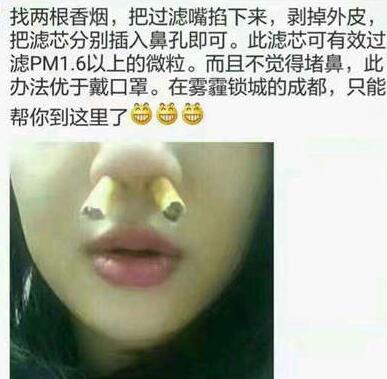 找两根香烟，把过滤嘴掐下来，剥掉外皮，
把滤芯分别插入鼻孔即可。此滤芯可有效过
滤PM1.6以上的微粒。而且不觉得堵鼻，此
办法优于戴口罩。在雾霾锁城的成都，只能
帮你到这里了😁😁😁